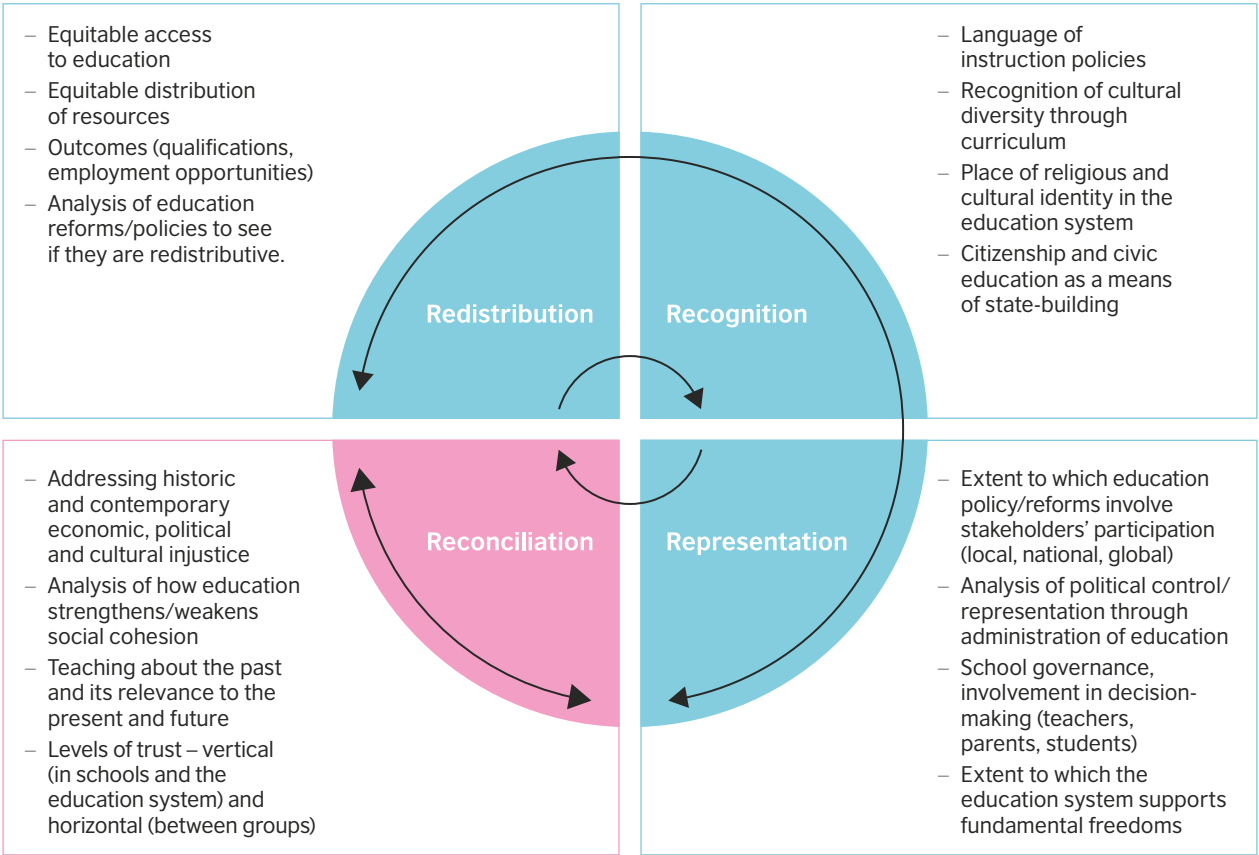 – Equitable access
to education
– Equitable distribution
of resources
– Outcomes (qualifications,
employment opportunities)
– Analysis of education
reforms/policies to see
if they are redistributive.
– Language of
instruction policies
– Recognition of cultural
diversity through
curriculum
– Place of religious and
cultural identity in the
education system
– Citizenship and civic
education as a means
of state-building
Redistribution
Recognition
– Addressing historic
and contemporary
economic, political
and cultural injustice
– Analysis of how education
strengthens/weakens
social cohesion
– Teaching about the past
and its relevance to the
present and future
– Levels of trust – vertical
(in schools and the
education system) and
horizontal (between groups)
Reconciliation
Representation
– Extent to which education
policy/reforms involve
stakeholders’ participation
(local, national, global)
– Analysis of political control/
representation through
administration of education
– School governance,
involvement in decision-
making (teachers,
parents, students)
– Extent to which the
education system supports
fundamental freedoms